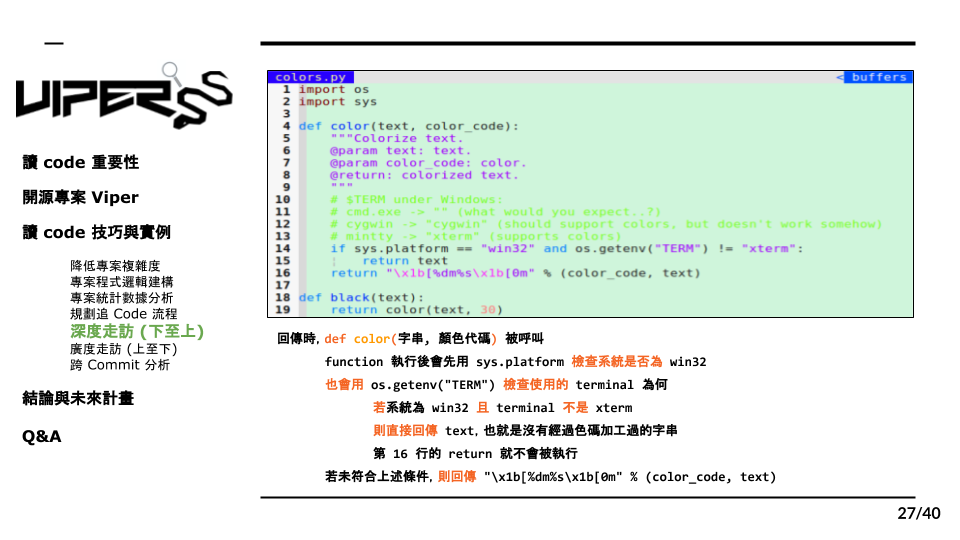 VIPER
讀 code 重要性
開源專案 Viper
讀 code 技巧與實例
降低專案複雜度
專案程式邏輯建構
專案統計數據分析
規劃追 Code 流程
深度走訪 (下至上)
廣度走訪 (上至下)
跨 Commit 分析
結論與未來計畫
Q&A
colors.py < buffers
1 import os
2 import sys
3
4 def color(text, color_code):
5 """Colorize text.
6 @param text: text.
7 @param color_code: color.
8 @return: colorized text.
9 """
10 # $TERM under Windows:
11 # cmd.exe -> "" (what would you expect..?)
12 # cygwin -> "cygwin" (should support colors, but doesn't work somehow)
13 # mintty -> "xterm" (supports colors)
14 if sys.platform == "win32" and os.getenv("TERM") != "xterm":
15 ¦ return text
16 return "\x1b[%dm%s\x1b[0m" % (color_code, text)
17
18 def black(text):
19 return color(text, 30)
回傳時, def color(字串, 顏色代碼) 被呼叫
function 執行後會先用 sys.platform 檢查系統是否為 win32
也會用 os.getenv("TERM") 檢查使用的 terminal 為何
若系統為 win32 且 terminal 不是 xterm
則直接回傳 text, 也就是沒有經過色碼加工過的字串
第 16 行的 return 就不會被執行
若未符合上述條件, 則回傳 "\x1b[%dm%s\x1b[0m" % (color_code, text)
27/40